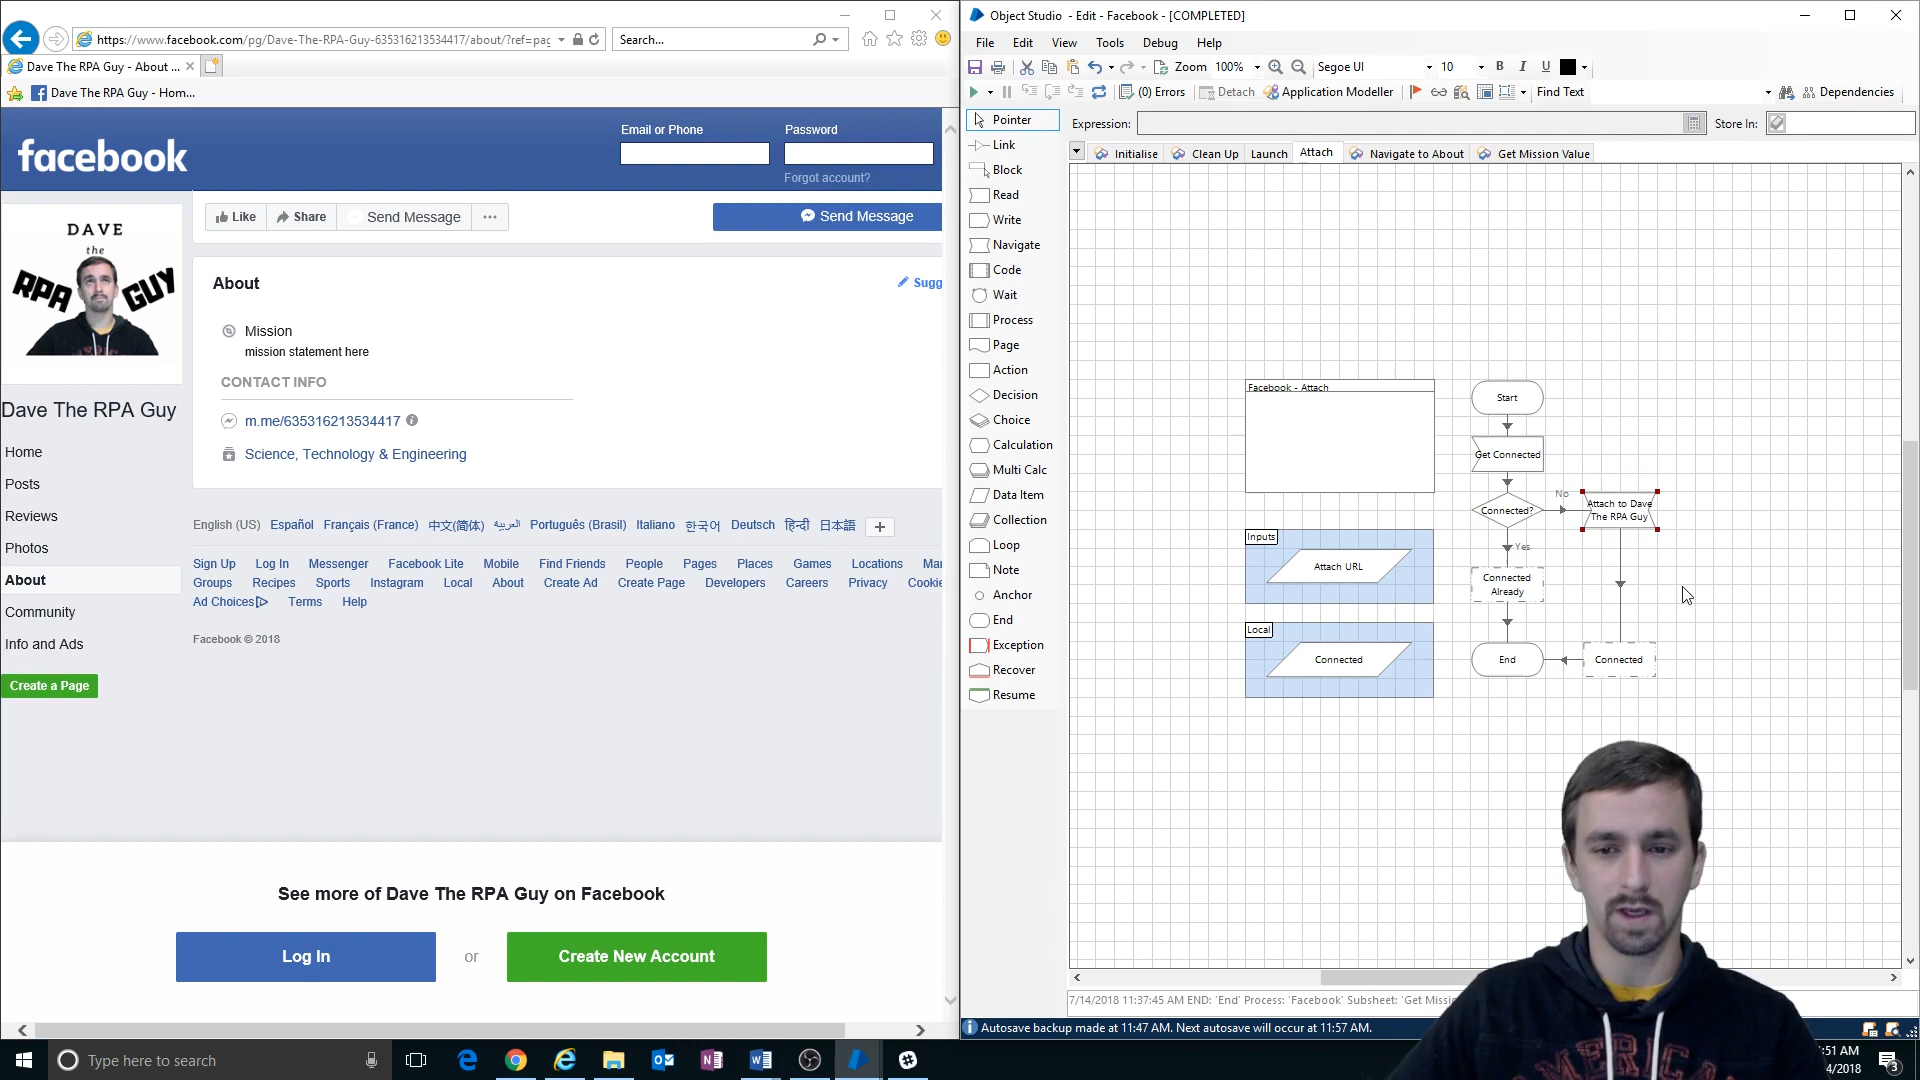 https://www.facebook.com/pg/Dave-The-RPA-Guy-635316213534417/about/?ref=pag
Search...
Dave The RPA Guy - About ...
Dave The RPA Guy - Hom...
facebook
Email or Phone
Password
Forgot account?
Like
Share
Send Message
...
Send Message
DAVE
the
RPA GUY
About
Sugg
Mission
mission statement here
CONTACT INFO
m.me/635316213534417
Science, Technology & Engineering
Dave The RPA Guy
Home
Posts
Reviews
Photos
About
Community
Info and Ads
Create a Page
English (US) Español Français (France) 中文(简体) العربية Português (Brasil) Italiano 한국어 Deutsch हिन्दी 日本語
Sign Up Log In Messenger Facebook Lite Mobile Find Friends People Pages Places Games Locations Mar
Groups Recipes Sports Instagram Local About Create Ad Create Page Developers Careers Privacy Cookie
Ad Choices Terms Help
Facebook © 2018
See more of Dave The RPA Guy on Facebook
Log In
or
Create New Account
Object Studio - Edit - Facebook - [COMPLETED]
File Edit View Tools Debug Help
Zoom 100% Segoe UI 10 B I U
(0) Errors Detach Application Modeller Find Text Dependencies
Expression:
Store In:
Initialise Clean Up Launch Attach Navigate to About Get Mission Value
Pointer
Link
Block
Read
Write
Navigate
Code
Wait
Process
Page
Action
Decision
Choice
Calculation
Multi Calc
Data Item
Collection
Loop
Note
Anchor
End
Exception
Recover
Resume
Facebook - Attach
Inputs
Attach URL
Local
Connected
Start
Get Connected
Connected?
No
Attach to Dave
The RPA Guy
Yes
Connected
Already
End
Connected
7/14/2018 11:37:45 AM END: 'End' Process: 'Facebook' Subsheet: 'Get Missi
Autosave backup made at 11:47 AM. Next autosave will occur at 11:57 AM.
AMERICA
Type here to search
:51 AM
4/2018
3